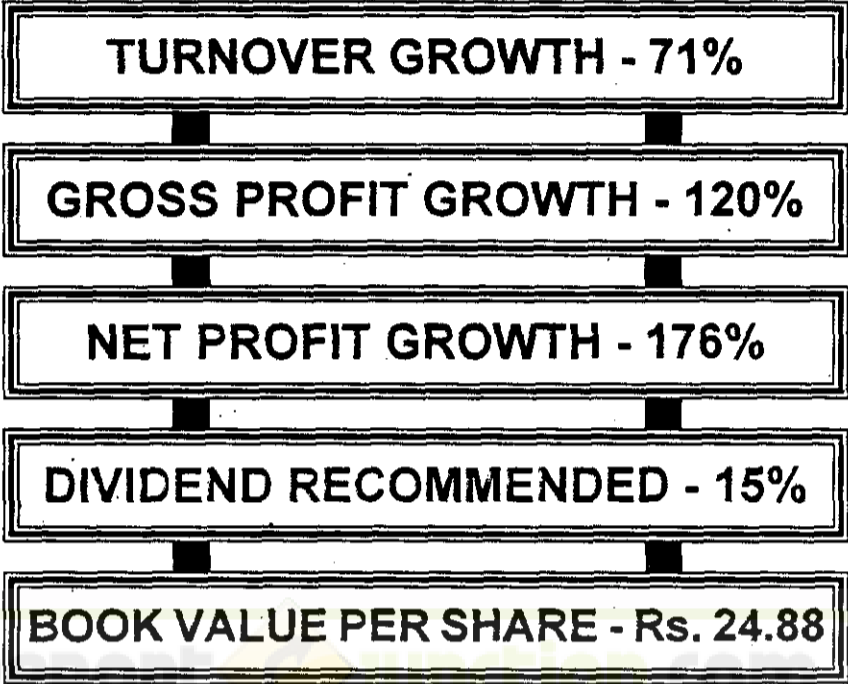 TURNOVER GROWTH - 71%
GROSS PROFIT GROWTH - 120%
NET PROFIT GROWTH - 176%
DIVIDEND RECOMMENDED - 15%
BOOK VALUE PER SHARE - Rs. 24.88